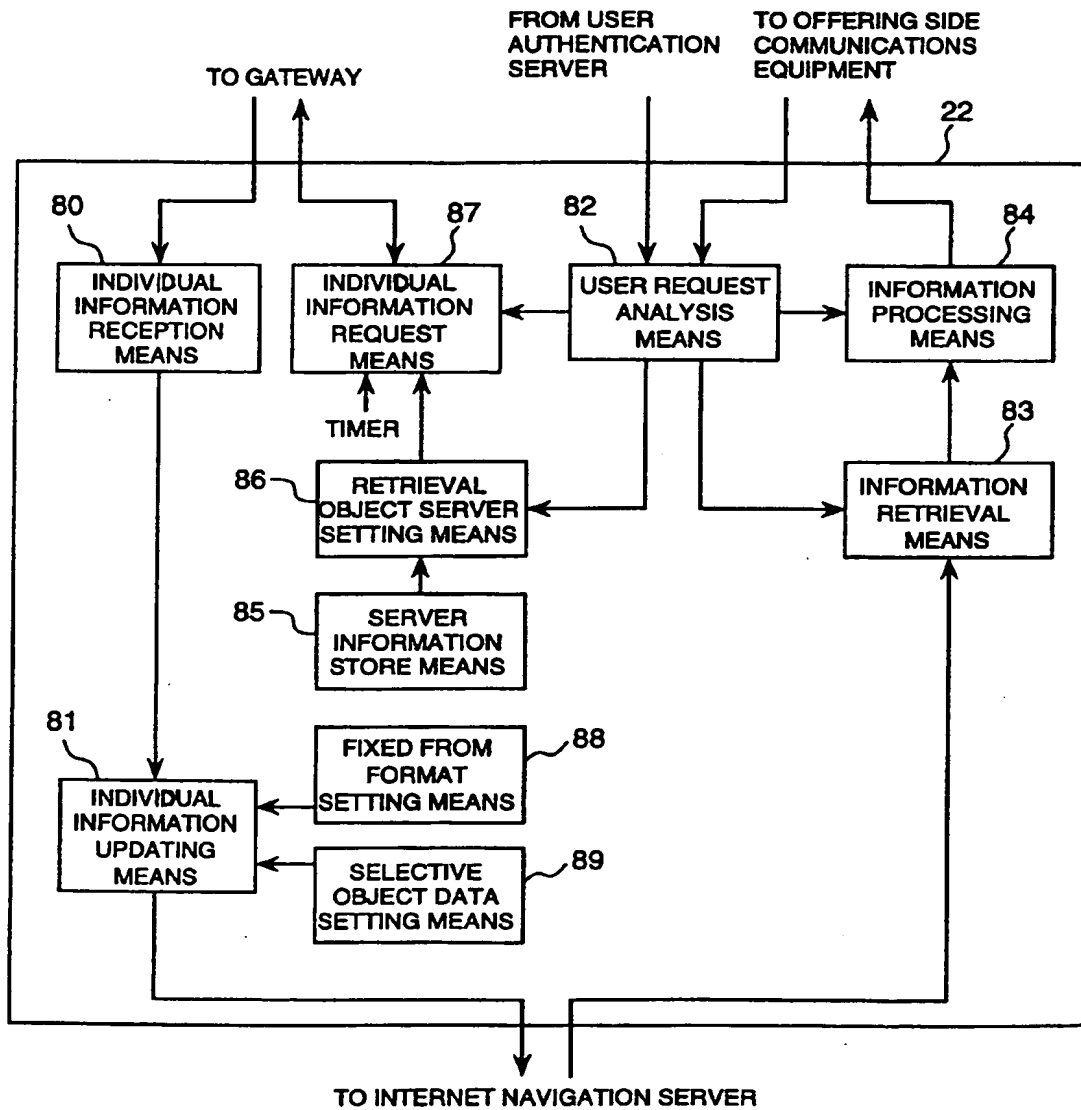 FROM USER
AUTHENTICATION
SERVER
TO OFFERING SIDE
COMMUNICATIONS
EQUIPMENT
TO GATEWAY
22
80
INDIVIDUAL
INFORMATION
RECEPTION
MEANS
87
INDIVIDUAL
INFORMATION
REQUEST
MEANS
82
USER REQUEST
ANALYSIS
MEANS
84
INFORMATION
PROCESSING
MEANS
TIMER
86
RETRIEVAL
OBJECT SERVER
SETTING MEANS
83
INFORMATION
RETRIEVAL
MEANS
85
SERVER
INFORMATION
STORE MEANS
81
INDIVIDUAL
INFORMATION
UPDATING
MEANS
88
FIXED FROM
FORMAT
SETTING MEANS
89
SELECTIVE
OBJECT DATA
SETTING MEANS
TO INTERNET NAVIGATION SERVER